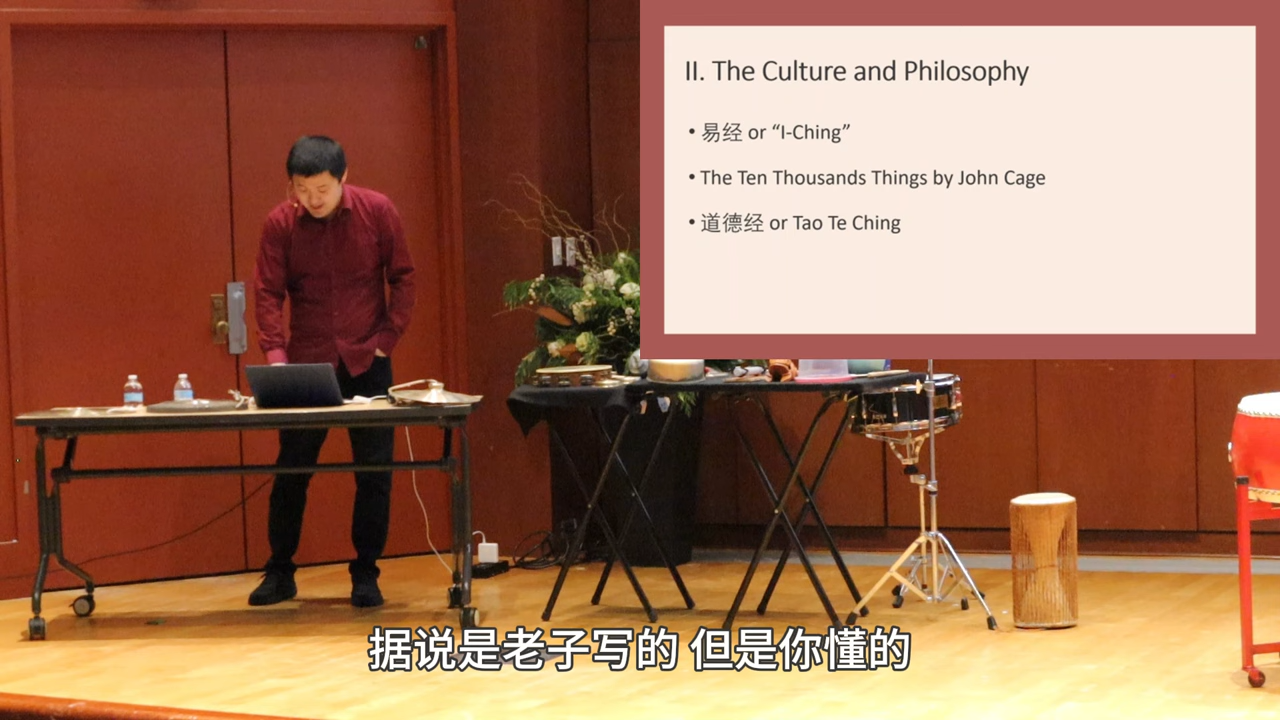 II. The Culture and Philosophy
• 易经 or “I-Ching”
• The Ten Thousands Things by John Cage
• 道德经 or Tao Te Ching
据说是老子写的 但是你懂的